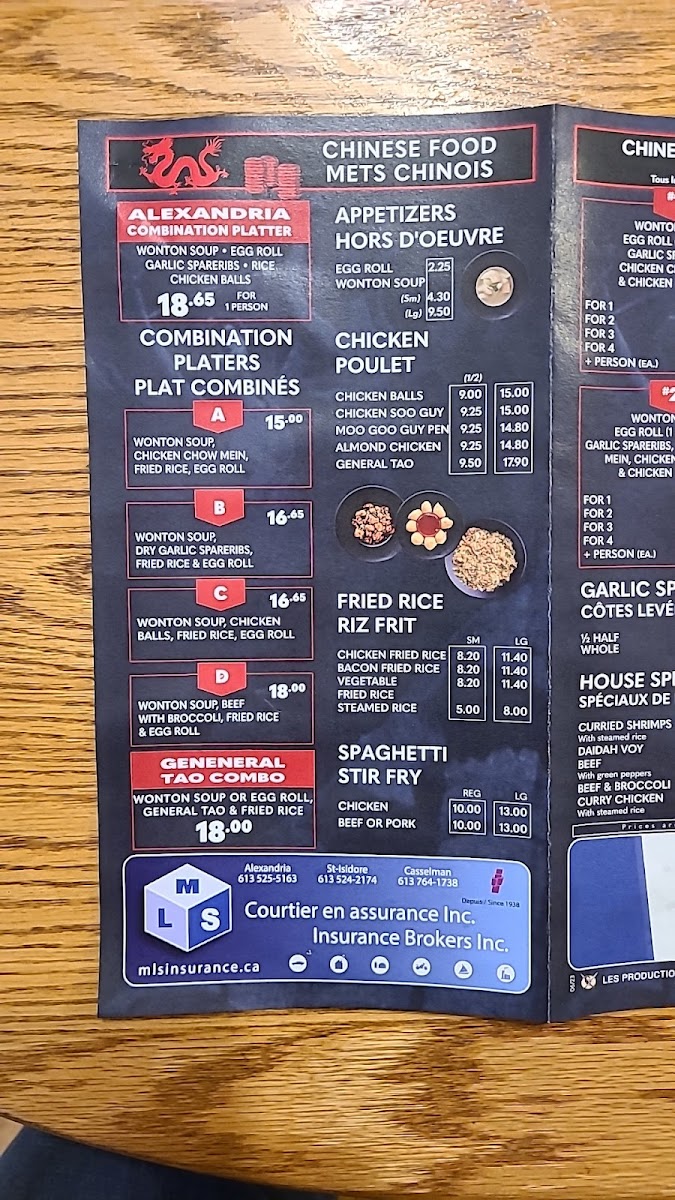 CHINESE FOOD
METS CHINOIS
ALEXANDRIA
COMBINATION PLATTER
WONTON SOUP • EGG ROLL
GARLIC SPARERIBS • RICE
CHICKEN BALLS
18.65 FOR 1 PERSON
COMBINATION
PLATERS
PLAT COMBINÉS
A
15.00
WONTON SOUP,
CHICKEN CHOW MEIN,
FRIED RICE, EGG ROLL
B
16.65
WONTON SOUP,
DRY GARLIC SPARERIBS,
FRIED RICE & EGG ROLL
C
16.65
WONTON SOUP, CHICKEN
BALLS, FRIED RICE, EGG ROLL
D
18.00
WONTON SOUP, BEEF
WITH BROCCOLI, FRIED RICE
& EGG ROLL
GENENERAL
TAO COMBO
WONTON SOUP OR EGG ROLL,
GENERAL TAO & FRIED RICE
18.00
APPETIZERS
HORS D'OEUVRE
EGG ROLL 2.25
WONTON SOUP
(Sm) 4.30
(Lg) 9.50
CHICKEN
POULET
(1/2)
CHICKEN BALLS 9.00 15.00
CHICKEN SOO GUY 9.25 15.00
MOO GOO GUY PEN 9.25 14.80
ALMOND CHICKEN 9.25 14.80
GENERAL TAO 9.50 17.90
FRIED RICE
RIZ FRIT
SM LG
CHICKEN FRIED RICE 8.20 11.40
BACON FRIED RICE 8.20 11.40
VEGETABLE 8.20 11.40
FRIED RICE
STEAMED RICE 5.00 8.00
SPAGHETTI
STIR FRY
REG LG
CHICKEN 10.00 13.00
BEEF OR PORK 10.00 13.00
M
L S
Alexandria St-Isidore Casselman
613 525-5163 613 524-2174 613 764-1738
Depuis / Since 1938
Courtier en assurance Inc.
Insurance Brokers Inc.
mlsinsurance.ca
CHINE
Tous
WONTO
EGG ROLL
GARLIC SP
CHICKEN C
& CHICKEN
FOR 1
FOR 2
FOR 3
FOR 4
+ PERSON (EA.)
#2
WONTON
EGG ROLL (1
GARLIC SPARERIBS,
MEIN, CHICKEN
& CHICKEN
FOR 1
FOR 2
FOR 3
FOR 4
+ PERSON (EA.)
GARLIC SP
CÔTES LEVÉ
½ HALF
WHOLE
HOUSE SPE
SPÉCIAUX DE
CURRIED SHRIMPS
With steamed rice
DAIDAH VOY
BEEF
With green peppers
BEEF & BROCCOLI
CURRY CHICKEN
With steamed rice
Prices ar
06/23
LES PRODUCTIO